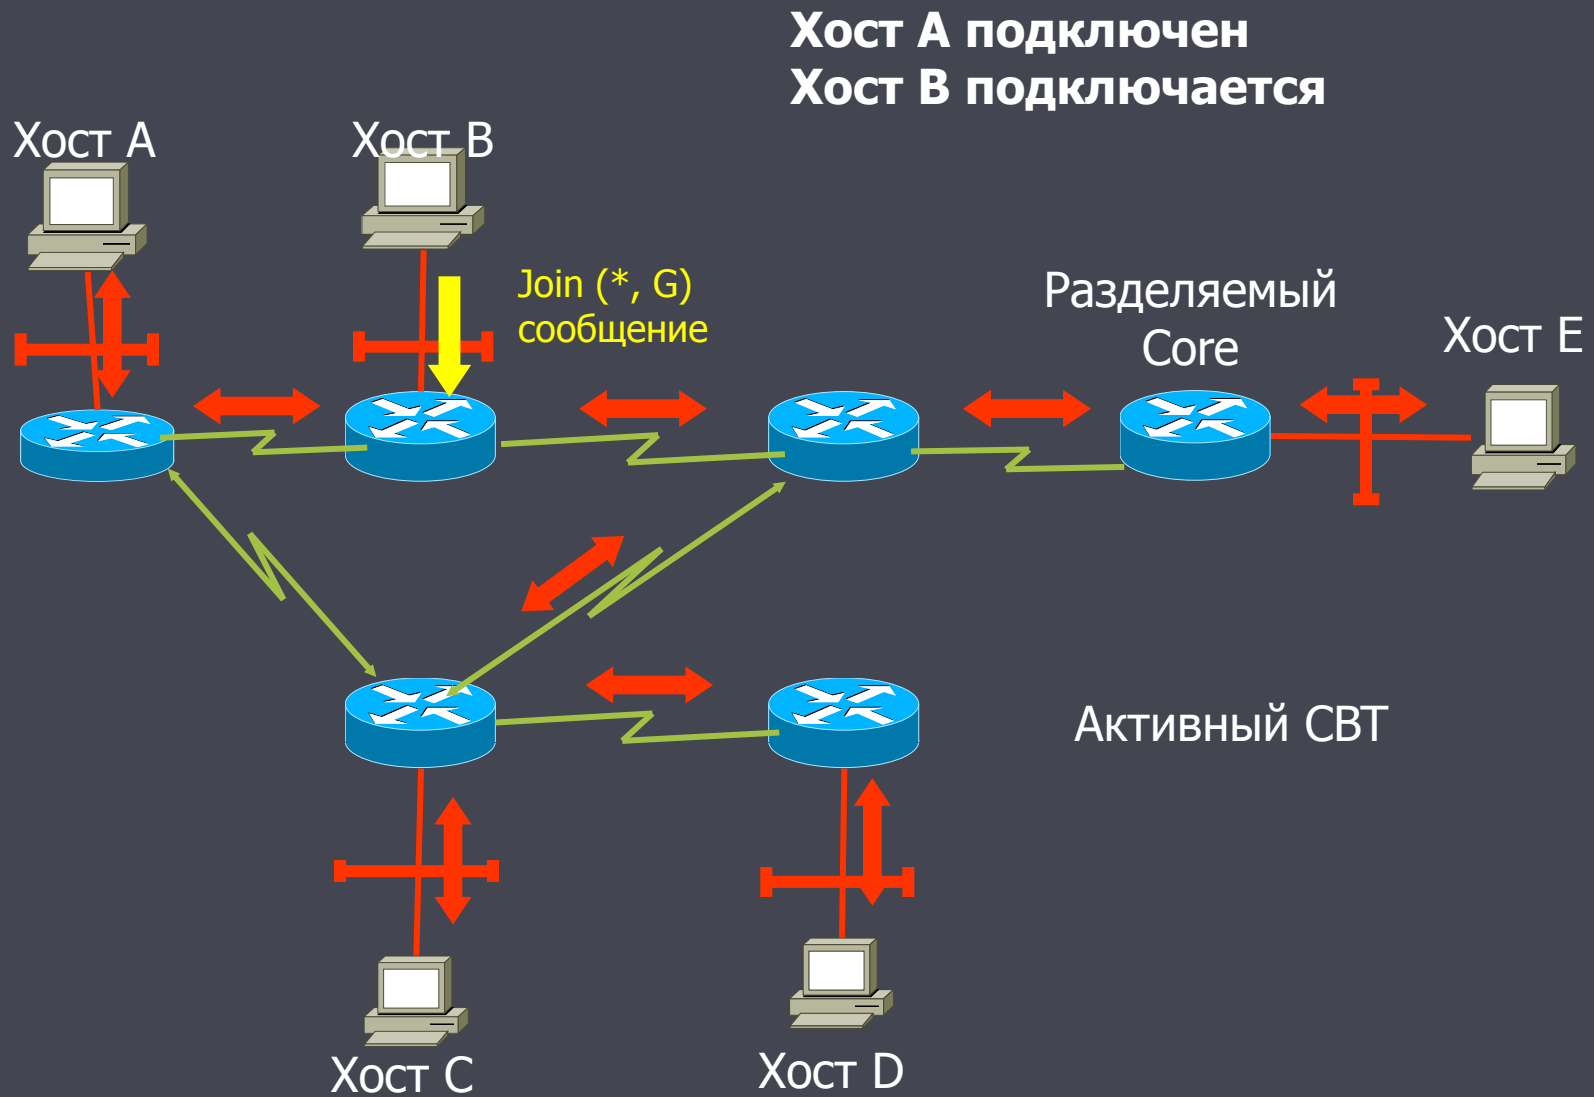 Хост А подключен
Хост В подключается
Хост А
Хост В
Join (*, G)
сообщение
Разделяемый
Core
Хост E
Активный CBT
Хост C
Хост D